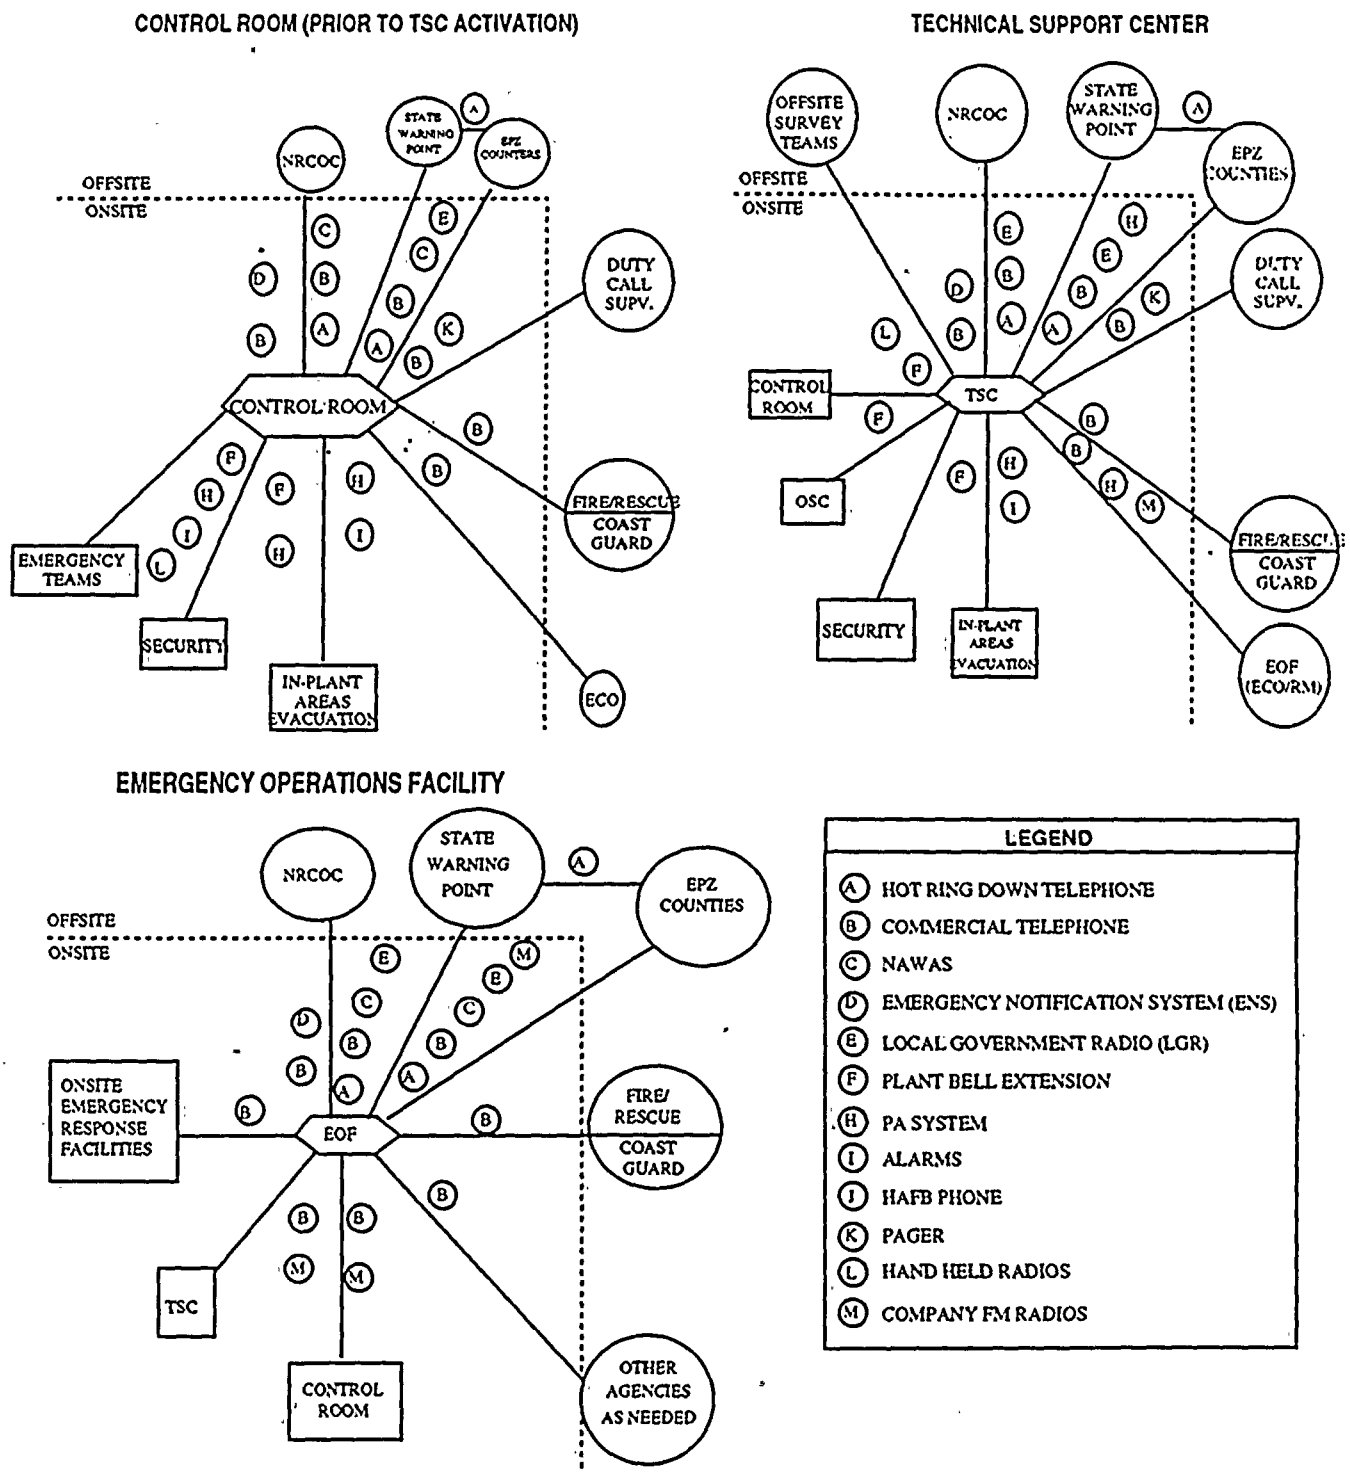 CONTROL ROOM (PRIOR TO TSC ACTIVATION)
A
STATE
WARNING
POINT
EPZ
COUNTERS
NRCOC
OFFSITE
ONSITE
E
C
C
D
B
B
K
A
A
B
B
DUTY
CALL
SUPV.
CONTROL ROOM
B
B
F
H
F
H
I
H
I
L
FIRE/RESCUE
COAST
GUARD
EMERGENCY
TEAMS
SECURITY
IN-PLANT
AREAS
EVACUATION
ECO
TECHNICAL SUPPORT CENTER
OFFSITE
SURVEY
TEAMS
NRCOC
STATE
WARNING
POINT
A
EPZ
COUNTIES
OFFSITE
ONSITE
H
E
E
B
D
B
K
A
A
B
B
L
F
DUTY
CALL
SUPV.
CONTROL
ROOM
TSC
F
B
B
H
F
H
M
I
OSC
FIRE/RESCUE
COAST
GUARD
SECURITY
IN-PLANT
AREAS
EVACUATION
EOF
(ECO/RM)
EMERGENCY OPERATIONS FACILITY
NRCOC
STATE
WARNING
POINT
A
EPZ
COUNTIES
OFFSITE
ONSITE
E
M
E
C
C
D
B
B
B
A
A
ONSITE
EMERGENCY
RESPONSE
FACILITIES
B
EOF
B
FIRE/
RESCUE
COAST
GUARD
B
B
B
M
M
TSC
CONTROL
ROOM
OTHER
AGENCIES
AS NEEDED
LEGEND
A HOT RING DOWN TELEPHONE
B COMMERCIAL TELEPHONE
C NAWAS
D EMERGENCY NOTIFICATION SYSTEM (ENS)
E LOCAL GOVERNMENT RADIO (LGR)
F PLANT BELL EXTENSION
H PA SYSTEM
I ALARMS
J HAFB PHONE
K PAGER
L HAND HELD RADIOS
M COMPANY FM RADIOS